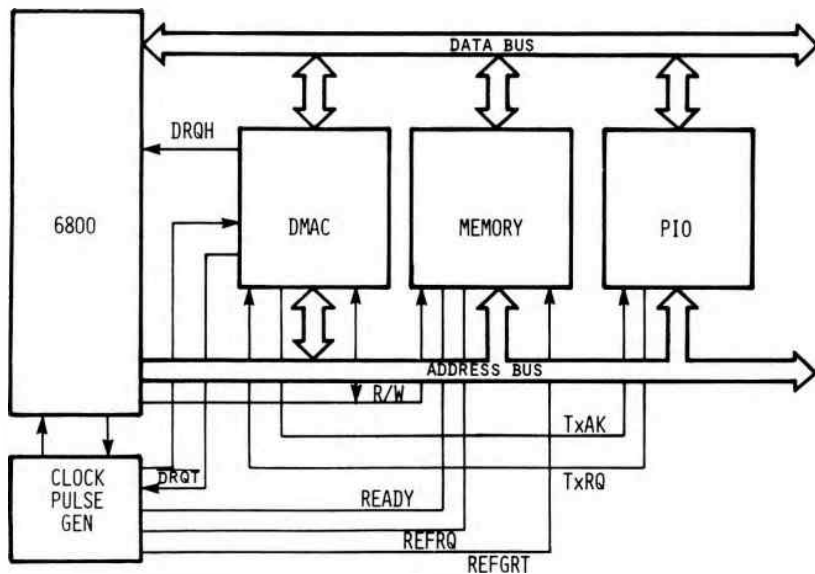 DATA BUS
DRQH
6800
DMAC
MEMORY
PIO
ADDRESS BUS
R/W
TxAK
DRQT
TxRQ
CLOCK
PULSE
GEN
READY
REFRQ
REFGRT